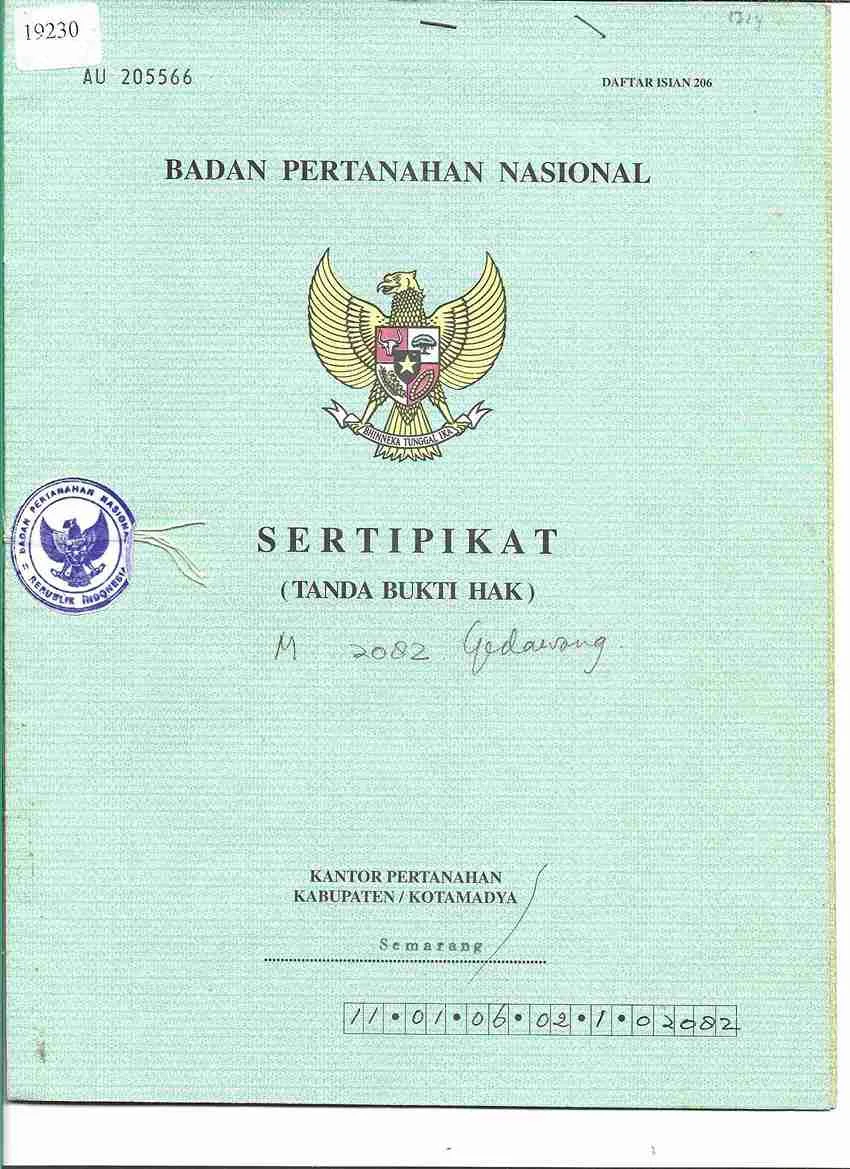 19230
AU 205566
DAFTAR ISIAN 206
BADAN PERTANAHAN NASIONAL
BHINNEKA TUNGGAL IKA
BADAN PERTANAHAN NASIONAL
= REPUBLIK INDONESIA
SERTIPIKAT
(TANDA BUKTI HAK)
M 2082 Gedawang.
KANTOR PERTANAHAN
KABUPATEN / KOTAMADYA
Semarang
11.01.06.02.1.02082